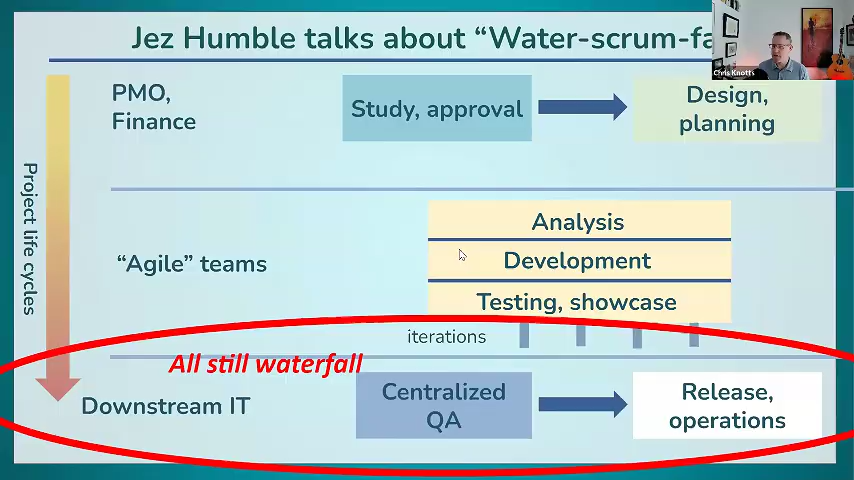 Jez Humble talks about “Water-scrum-fa
Chris Knotts
PMO,
Finance
Study, approval
Design,
planning
Project life cycles
“Agile” teams
Analysis
Development
Testing, showcase
iterations
All still waterfall
Downstream IT
Centralized
QA
Release,
operations